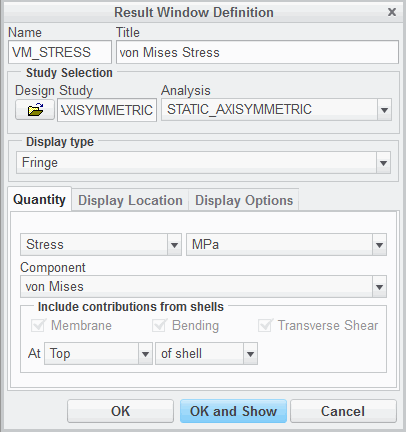 Result Window Definition
Name Title
VM_STRESS von Mises Stress
Study Selection
Design Study Analysis
AXISYMMETRIC STATIC_AXISYMMETRIC
Display type
Fringe
Quantity Display Location Display Options
Stress MPa
Component
von Mises
Include contributions from shells
Membrane Bending Transverse Shear
At Top of shell
OK OK and Show Cancel